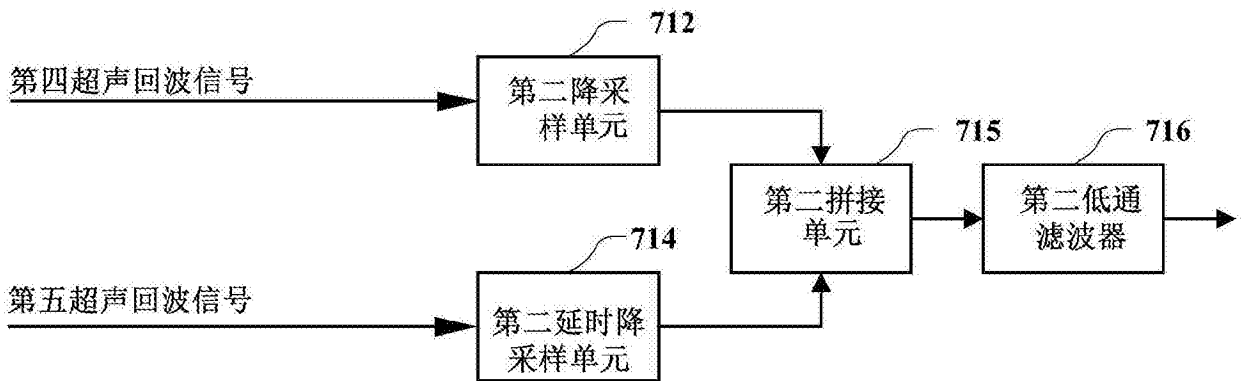 712
第四超声回波信号
第二降采
样单元
715
716
第二拼接
单元
第二低通
滤波器
714
第五超声回波信号
第二延时降
采样单元